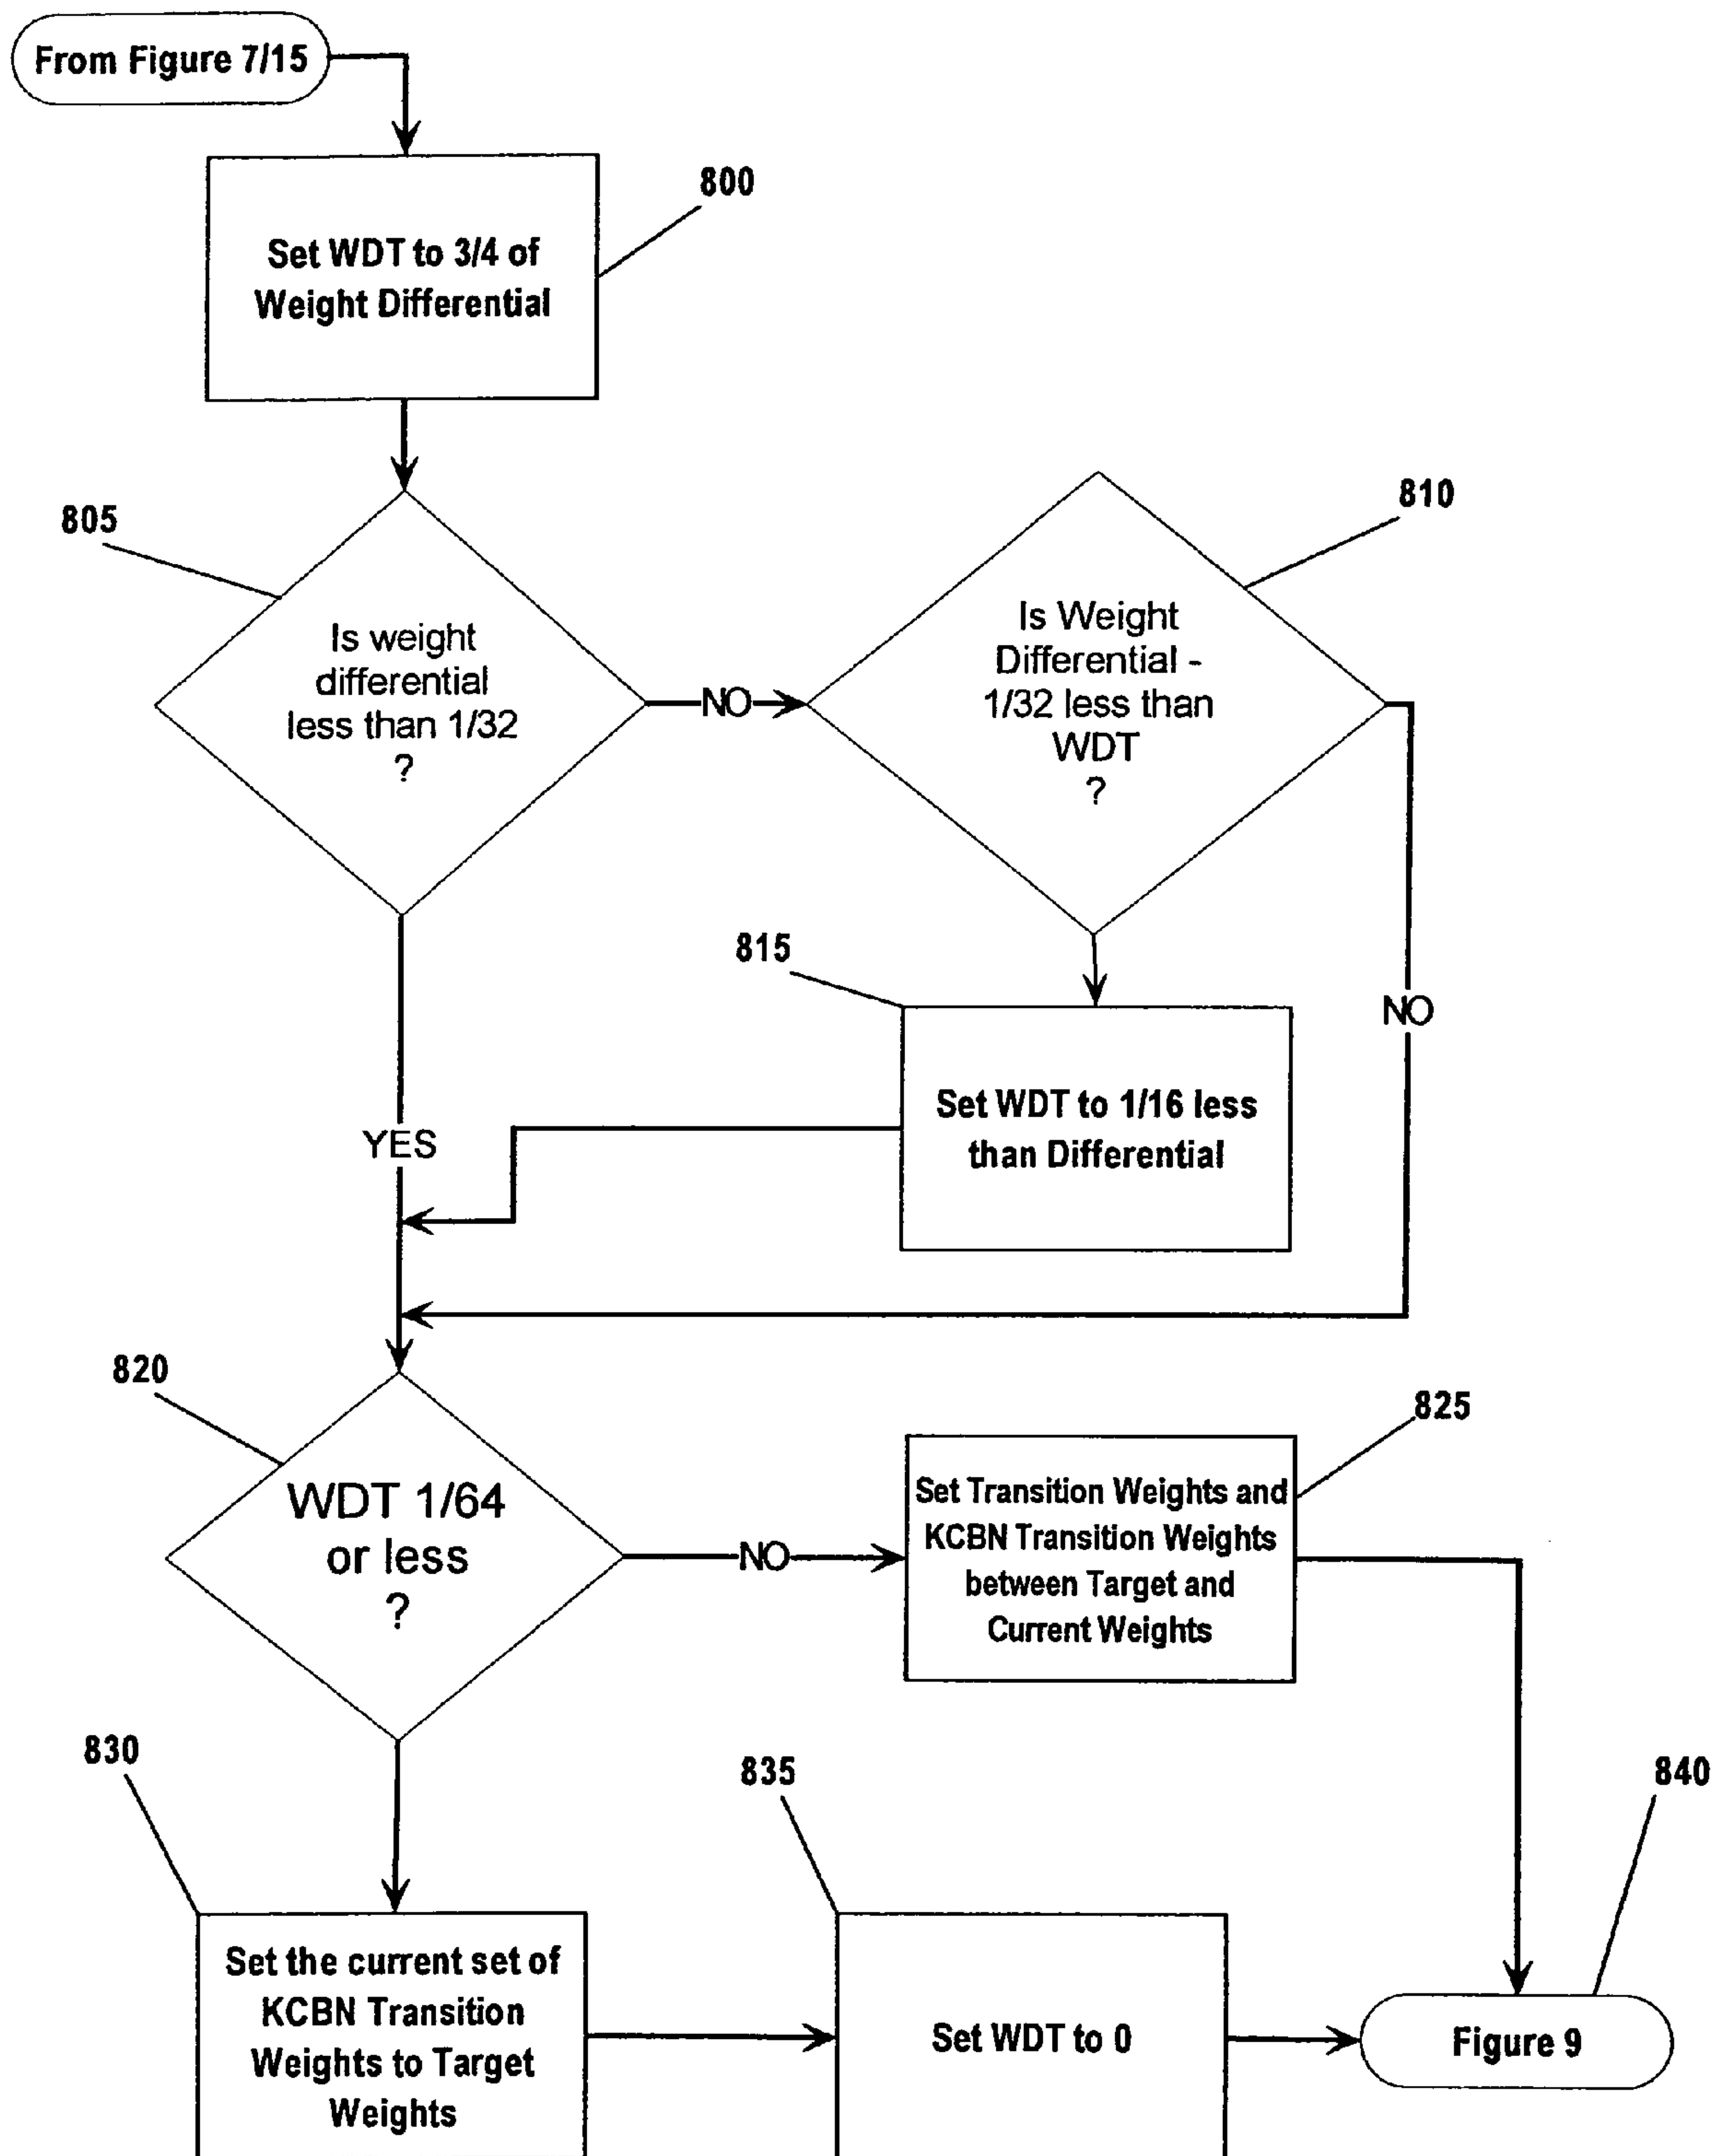 From Figure 7/15
800
Set WDT to 3/4 of
Weight Differential
805
Is weight
differential
less than 1/32
?
NO
810
Is Weight
Differential -
1/32 less than
WDT
?
NO
815
Set WDT to 1/16 less
than Differential
YES
820
WDT 1/64
or less
?
NO
825
Set Transition Weights and
KCBN Transition Weights
between Target and
Current Weights
830
Set the current set of
KCBN Transition
Weights to Target
Weights
835
Set WDT to 0
840
Figure 9